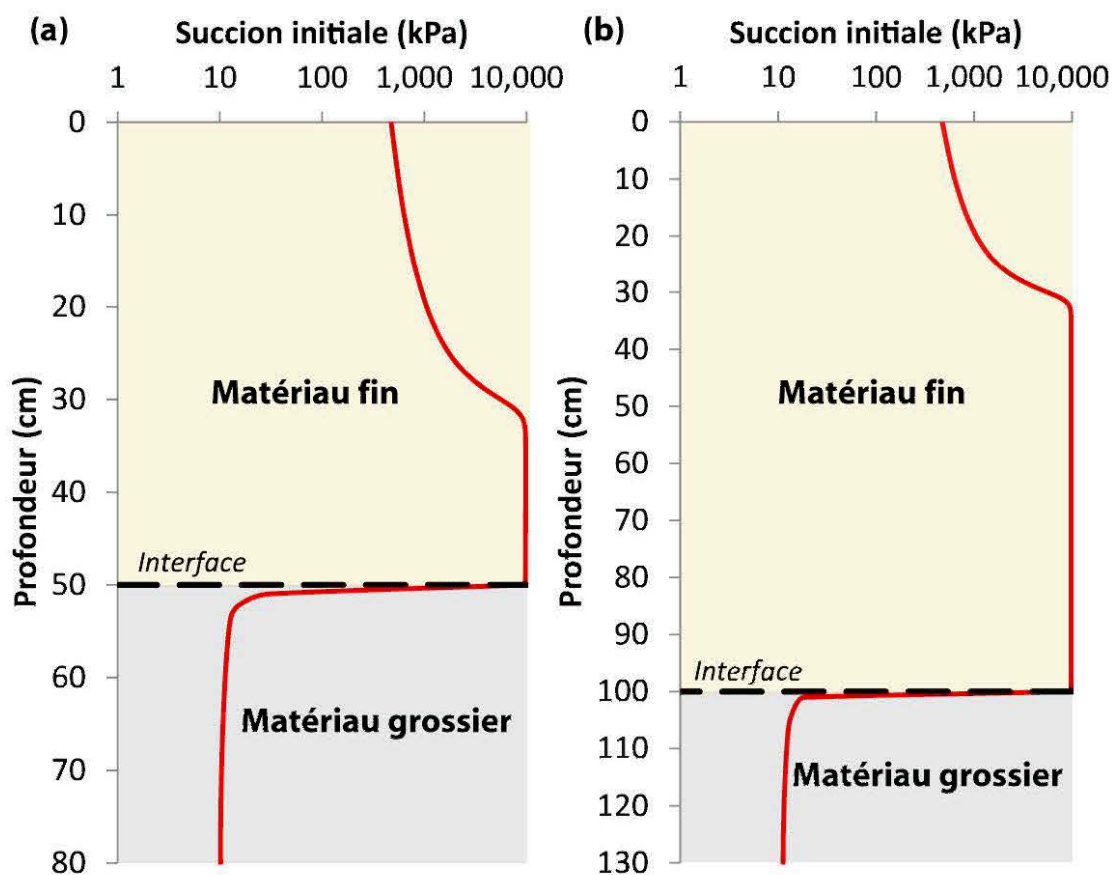 (a) Succion initiale (kPa)
1 10 100 1,000 10,000
0
10
20
30
40
50
60
70
80
Profondeur (cm)
Matériau fin
Interface
Matériau grossier
(b) Succion initiale (kPa)
1 10 100 1,000 10,000
0
10
20
30
40
50
60
70
80
90
100
110
120
130
Profondeur (cm)
Matériau fin
Interface
Matériau grossier